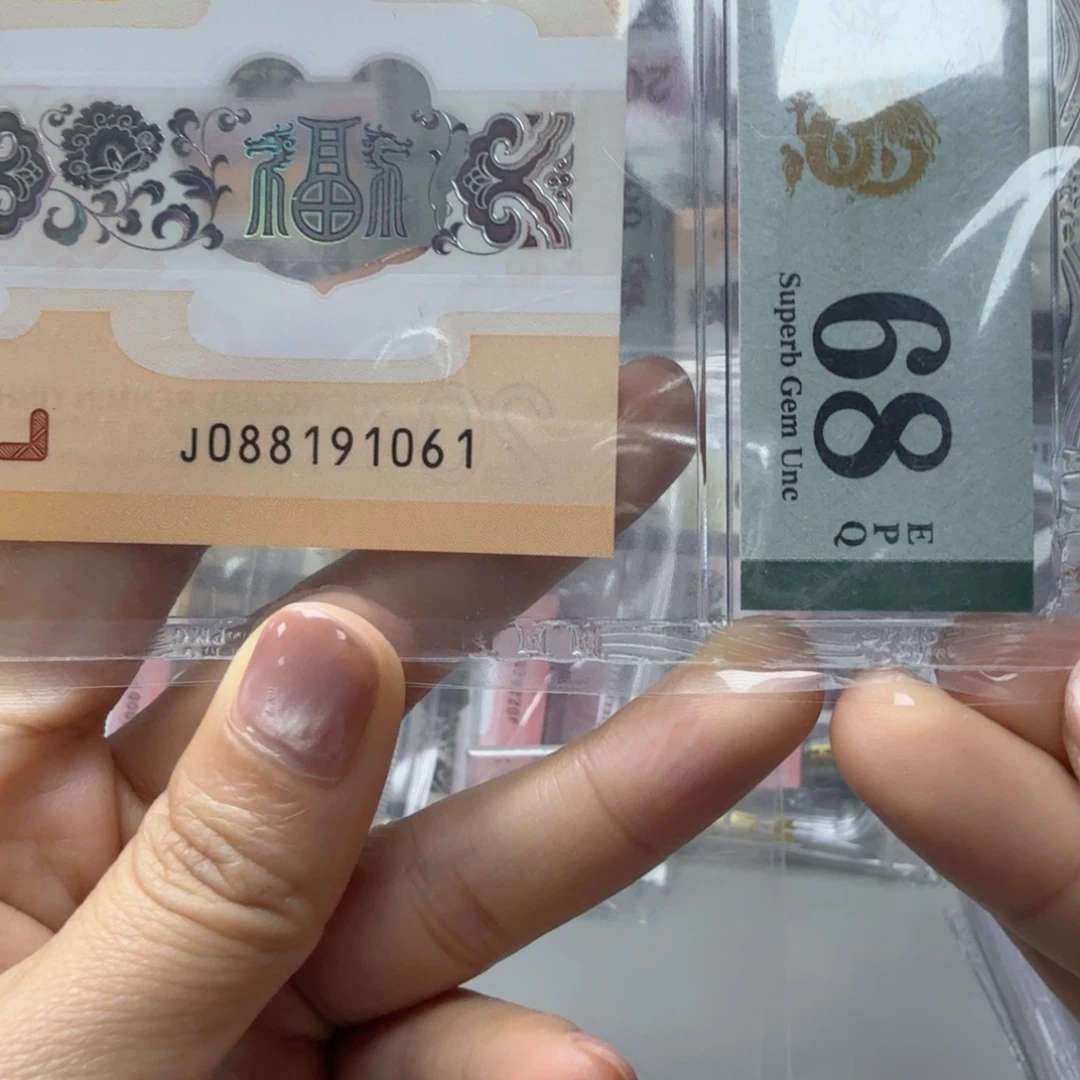 福
J088191061
68
Superb Gem Unc
E
P
Q